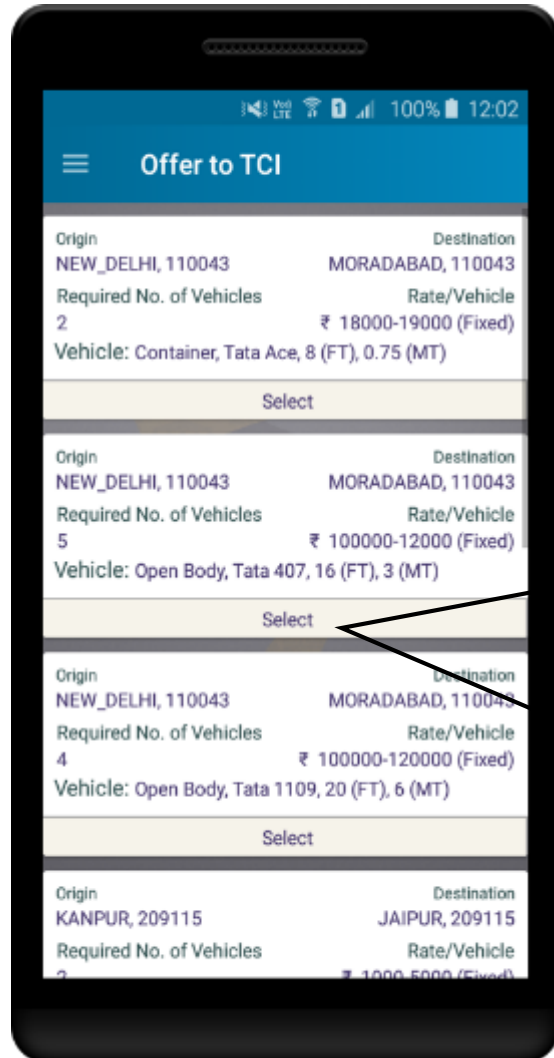 100% 12:02
Offer to TCI
Origin Destination
NEW_DELHI, 110043 MORADABAD, 110043
Required No. of Vehicles Rate/Vehicle
2 ₹ 18000-19000 (Fixed)
Vehicle: Container, Tata Ace, 8 (FT), 0.75 (MT)
Select
Origin Destination
NEW_DELHI, 110043 MORADABAD, 110043
Required No. of Vehicles Rate/Vehicle
5 ₹ 100000-12000 (Fixed)
Vehicle: Open Body, Tata 407, 16 (FT), 3 (MT)
Select
Origin Destination
NEW_DELHI, 110043 MORADABAD, 110043
Required No. of Vehicles Rate/Vehicle
4 ₹ 100000-120000 (Fixed)
Vehicle: Open Body, Tata 1109, 20 (FT), 6 (MT)
Select
Origin Destination
KANPUR, 209115 JAIPUR, 209115
Required No. of Vehicles Rate/Vehicle
₹ 1000-5000 (Fixed)